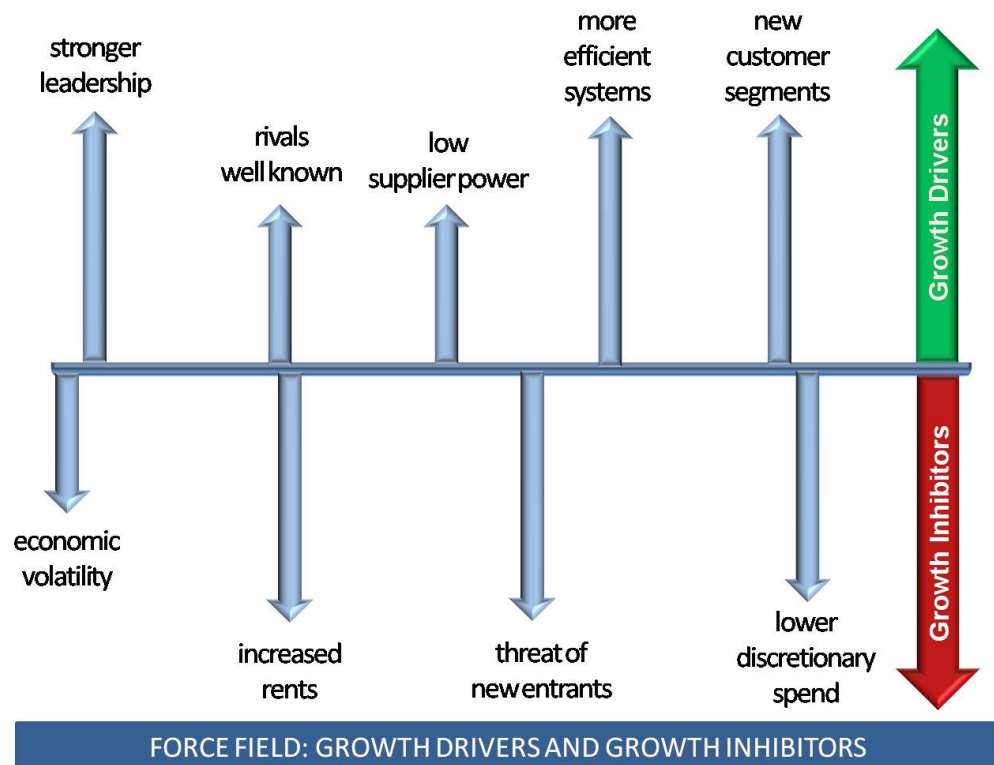 stronger
leadership
rivals
well known
low
supplier power
more
efficient
systems
new
customer
segments
Growth Drivers
economic
volatility
increased
rents
threat of
new entrants
lower
discretionary
spend
Growth Inhibitors
FORCE FIELD: GROWTH DRIVERS AND GROWTH INHIBITORS